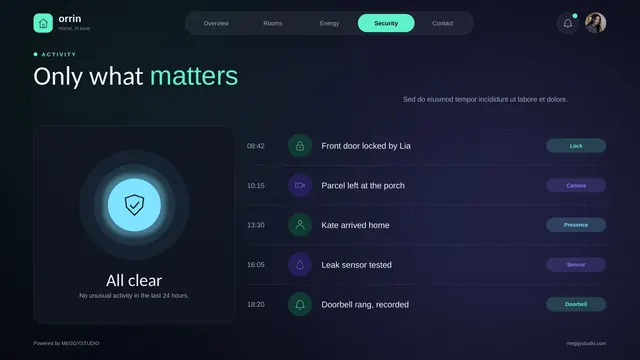 orrin
Home, in tune
Overview
Rooms
Energy
Security
Contact
ACTIVITY
Only what matters
Sed do eiusmod tempor incididunt ut labore et dolore.
08:42
Front door locked by Lia
Lock
10:15
Parcel left at the porch
Camera
13:30
Kate arrived home
Presence
16:05
Leak sensor tested
Sensor
18:20
Doorbell rang, recorded
Doorbell
All clear
No unusual activity in the last 24 hours.
Powered by MEGGYSTUDIO
meggystudio.com